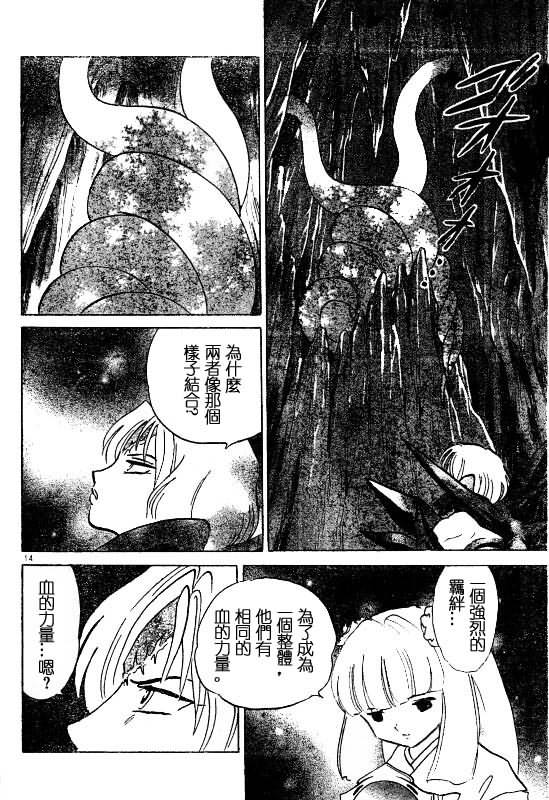 ゴオオオオ…
為什麼
兩者像那個
樣子結合?
14
一個強烈的
羈絆…
為了成為
一個整體，
他們有
相同的
血的力量。
血的力量…嗯?